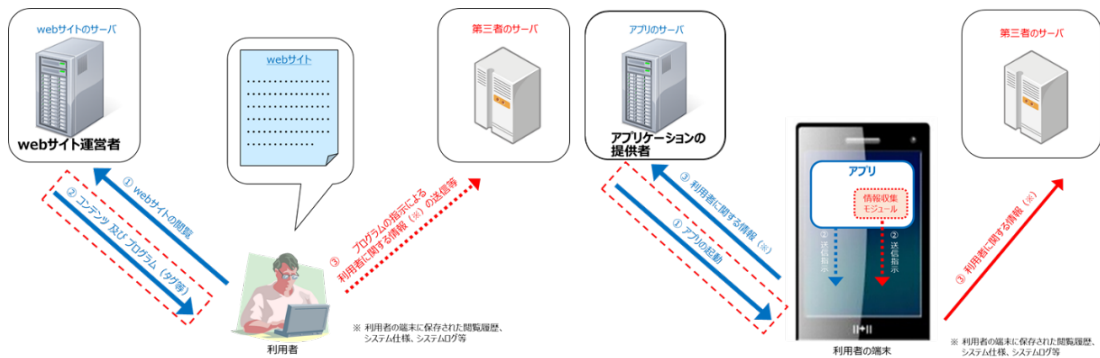 webサイトのサーバ
webサイト運営者
webサイト
第三者のサーバ
① webサイトの閲覧
② コンテンツ 及び プログラム（タグ等）
③ プログラムの指示による
利用者に関する情報（※）の送信等
利用者
※ 利用者の端末に保存された閲覧履歴、
システム仕様、システムログ等
アプリのサーバ
アプリケーションの
提供者
第三者のサーバ
アプリ
情報収集
モジュール
② 送信指示
② 送信指示
③ 利用者に関する情報（※）
① アプリの起動
③ 利用者に関する情報（※）
利用者の端末
※ 利用者の端末に保存された閲覧履歴、
システム仕様、システムログ等